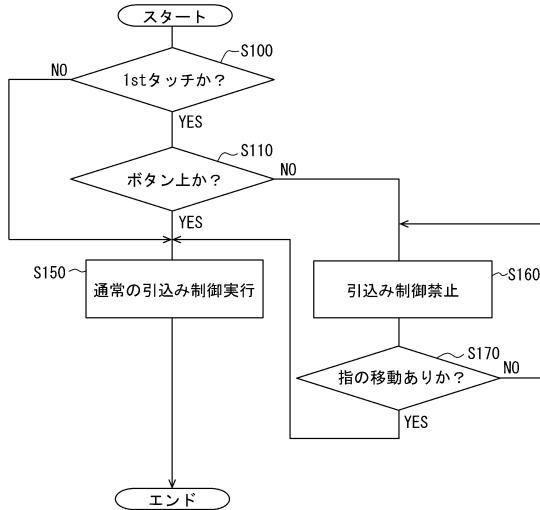 スタート
S100
NO
1stタッチか？
YES
S110
NO
ボタン上か？
YES
S150
通常の引込み制御実行
S160
引込み制御禁止
S170
NO
指の移動ありか？
YES
エンド